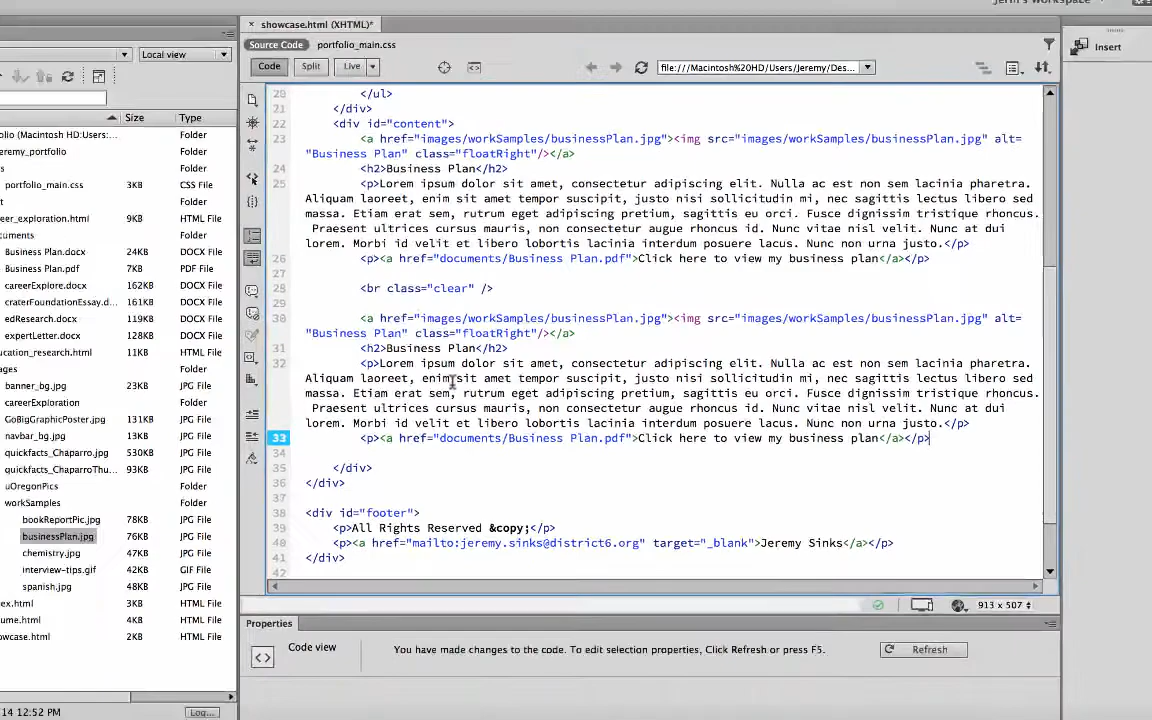 Jerm's Workspace
showcase.html (XHTML)*
Source Code portfolio_main.css
Code Split Live file:///Macintosh%20HD/Users/Jeremy/Des...
Insert
Local view
Size Type
olio (Macintosh HD:Users:... Folder
eremy_portfolio Folder
s Folder
portfolio_main.css 3KB CSS File
t Folder
eer_exploration.html 9KB HTML File
cuments Folder
Business Plan.docx 24KB DOCX File
Business Plan.pdf 7KB PDF File
careerExplore.docx 162KB DOCX File
craterFoundationEssay.d... 161KB DOCX File
edResearch.docx 119KB DOCX File
expertLetter.docx 128KB DOCX File
ucation_research.html 11KB HTML File
ages Folder
banner_bg.jpg 23KB JPG File
careerExploration Folder
GoBigGraphicPoster.jpg 131KB JPG File
navbar_bg.jpg 23KB JPG File
quickfacts_Chaparro.jpg 530KB JPG File
quickfacts_ChaparroThu... 69KB JPG File
uOregonPics Folder
workSamples Folder
bookReportPic.jpg 78KB JPG File
businessPlan.jpg 76KB JPG File
chemistry.jpg 47KB JPG File
interview-tips.gif 42KB GIF File
spanish.jpg 48KB JPG File
ex.html 3KB HTML File
ume.html 4KB HTML File
owcase.html 2KB HTML File
/14 12:52 PM Log...
20 </ul>
21 </div>
22 <div id="content">
23 <a href="images/workSamples/businessPlan.jpg"><img src="images/workSamples/businessPlan.jpg" alt=
"Business Plan" class="floatRight"/></a>
24 <h2>Business Plan</h2>
25 <p>Lorem ipsum dolor sit amet, consectetur adipiscing elit. Nulla ac est non sem lacinia pharetra.
Aliquam laoreet, enim sit amet tempor suscipit, justo nisi sollicitudin mi, nec sagittis lectus libero sed
massa. Etiam erat sem, rutrum eget adipiscing pretium, sagittis eu orci. Fusce dignissim tristique rhoncus.
Praesent ultrices cursus mauris, non consectetur augue rhoncus id. Nunc vitae nisl velit. Nunc at dui
lorem. Morbi id velit et libero lobortis lacinia interdum posuere lacus. Nunc non urna justo.</p>
26 <p><a href="documents/Business Plan.pdf">Click here to view my business plan</a></p>
27
28 <br class="clear" />
29
30 <a href="images/workSamples/businessPlan.jpg"><img src="images/workSamples/businessPlan.jpg" alt=
"Business Plan" class="floatRight"/></a>
31 <h2>Business Plan</h2>
32 <p>Lorem ipsum dolor sit amet, consectetur adipiscing elit. Nulla ac est non sem lacinia pharetra.
Aliquam laoreet, enim sit amet tempor suscipit, justo nisi sollicitudin mi, nec sagittis lectus libero sed
massa. Etiam erat sem, rutrum eget adipiscing pretium, sagittis eu orci. Fusce dignissim tristique rhoncus.
Praesent ultrices cursus mauris, non consectetur augue rhoncus id. Nunc vitae nisl velit. Nunc at dui
lorem. Morbi id velit et libero lobortis lacinia interdum posuere lacus. Nunc non urna justo.</p>
33 <p><a href="documents/Business Plan.pdf">Click here to view my business plan</a></p>
34
35 </div>
36 </div>
37
38 <div id="footer">
39 <p>All Rights Reserved &copy;</p>
40 <p><a href="mailto:jeremy.sinks@district6.org" target="_blank">Jeremy Sinks</a></p>
41 </div>
42
913 x 507
Properties
Code view
You have made changes to the code. To edit selection properties, Click Refresh or press F5.
Refresh